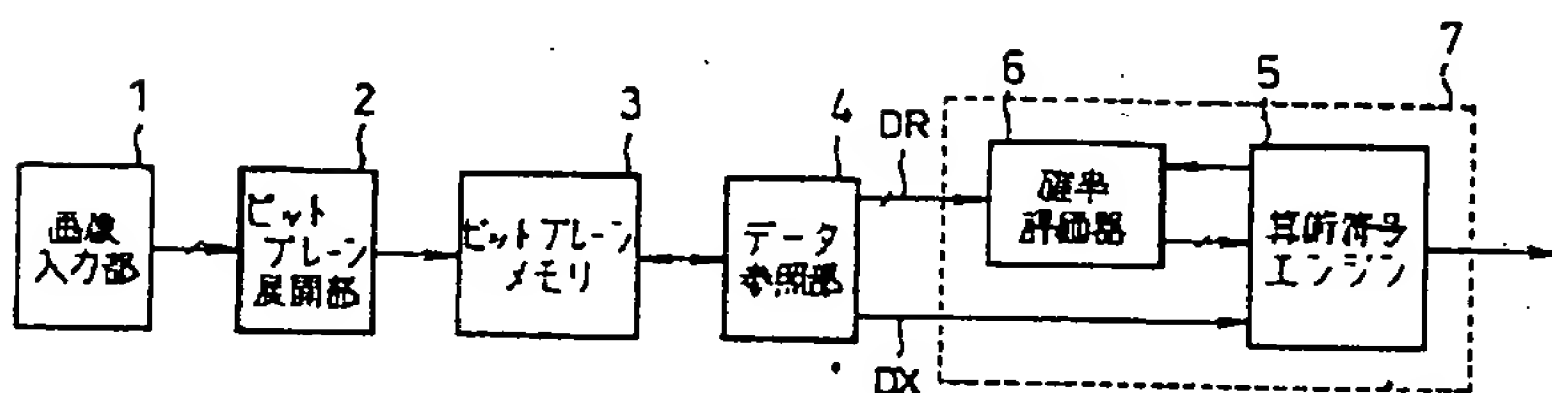 1
画像
入力部
2
ビット
プレーン
展開部
3
ビットプレーン
メモリ
4
データ
参照部
DR
DX
6
確率
評価器
5
算術符号
エンジン
7